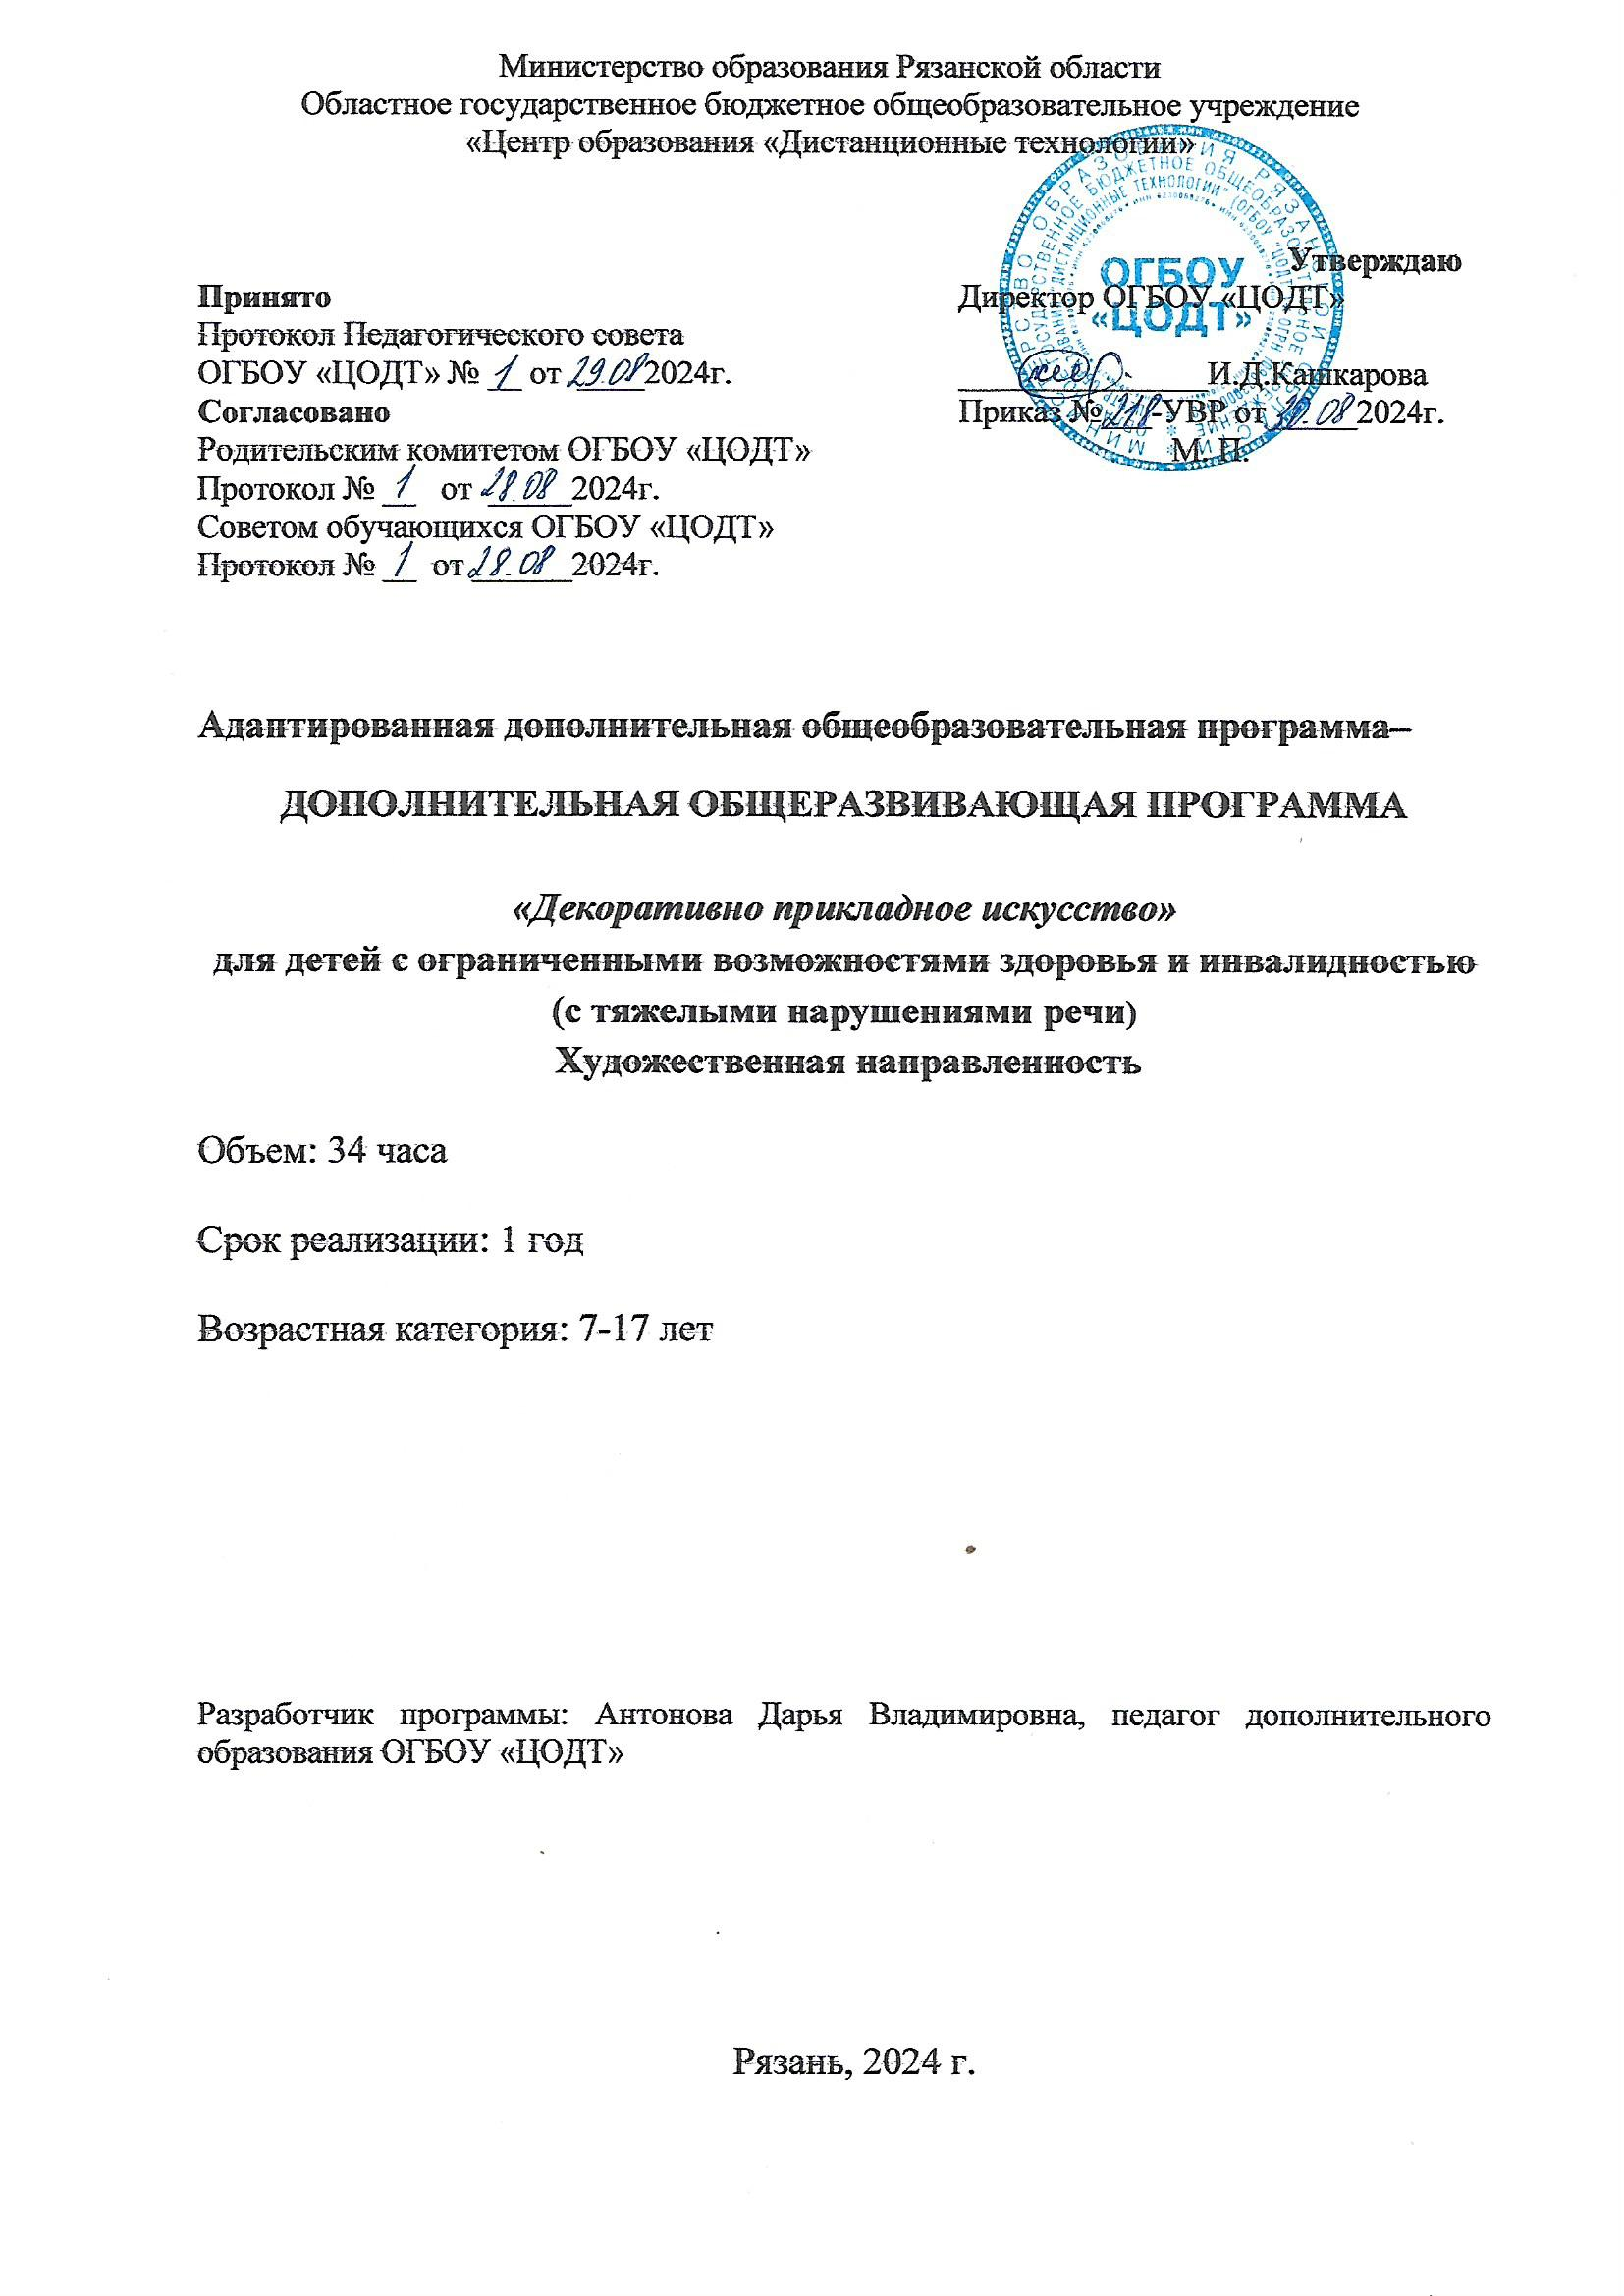 Министерство образования Рязанской области
Областное государственное бюджетное общеобразовательное учреждение
«Центр образования «Дистанционные технологии»
Утверждаю
Принято
Директор ОГБОУ «ЦОДТ»
Протокол Педагогического совета
ОГБОУ «ЦОДТ» № 1 от 29.08 2024г.
И.Д.Кашкарова
Согласовано
Приказ № 218-УВР от 30.08 2024г.
Родительским комитетом ОГБОУ «ЦОДТ»
М. П.
Протокол № 1 от 28.08 2024г.
Советом обучающихся ОГБОУ «ЦОДТ»
Протокол № 1 от 28.08 2024г.
ОГБОУ
«ЦОДТ»
Адаптированная дополнительная общеобразовательная программа–
ДОПОЛНИТЕЛЬНАЯ ОБЩЕРАЗВИВАЮЩАЯ ПРОГРАММА
«Декоративно прикладное искусство»
для детей с ограниченными возможностями здоровья и инвалидностью
(с тяжелыми нарушениями речи)
Художественная направленность
Объем: 34 часа
Срок реализации: 1 год
Возрастная категория: 7-17 лет
Разработчик программы: Антонова Дарья Владимировна, педагог дополнительного
образования ОГБОУ «ЦОДТ»
Рязань, 2024 г.